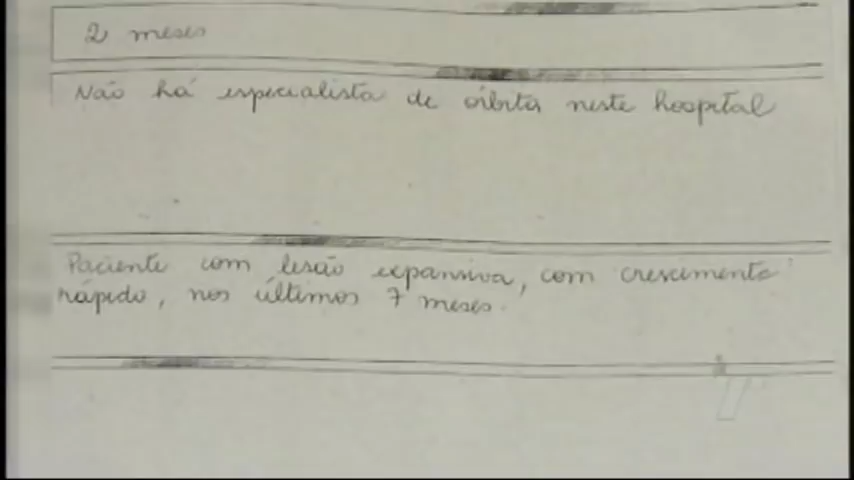 2 meses
Não há especialista de órbita neste hospital
Paciente com lesão expansiva, com crescimento
rápido, nos últimos 7 meses.